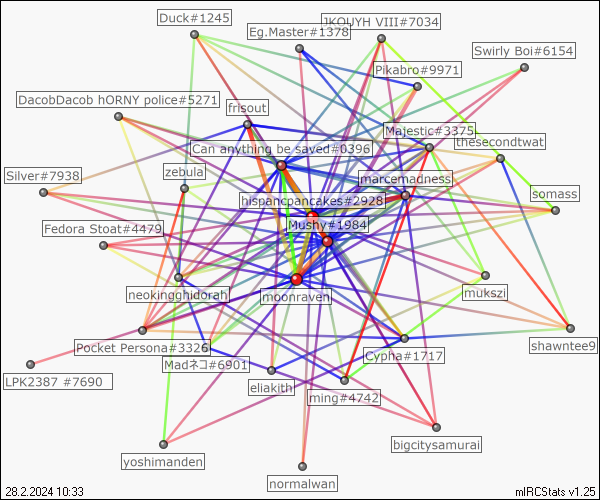 Duck#1245
Eg.Master#1378
JKOUYH VIII#7034
Swirly Boi#6154
Pikabro#9971
DacobDacob hORNY police#5271
frisout
Majestic#3375
thesecondtwat
Can anything be saved#0396
Silver#7938
zebula
marcemadness
somass
hispancpancakes#2928
Mushy#1984
Fedora Stoat#4479
neokingghidorah
moonraven
mukszi
Pocket Persona#3326
shawntee9
Madネコ#6901
Cypha#1717
LPK2387 #7690
eliakith
ming#4742
bigcitysamurai
yoshimanden
normalwan
28.2.2024 10:33
mIRCStats v1.25